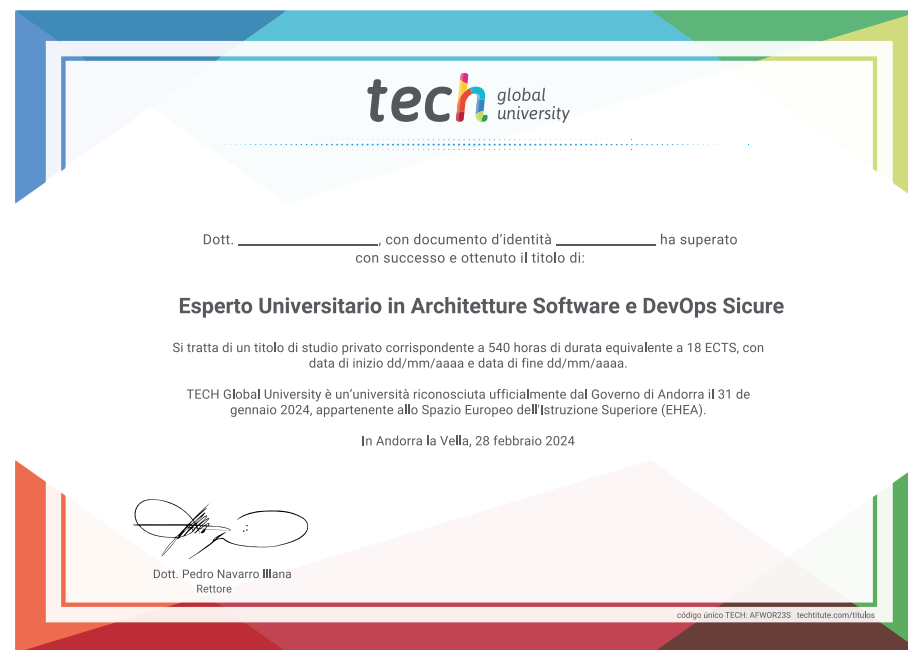 tech global university
Dott. ____________________, con documento d'identità ______________ ha superato
con successo e ottenuto il titolo di:
Esperto Universitario in Architetture Software e DevOps Sicure
Si tratta di un titolo di studio privato corrispondente a 540 horas di durata equivalente a 18 ECTS, con
data di inizio dd/mm/aaaa e data di fine dd/mm/aaaa.
TECH Global University è un'università riconosciuta ufficialmente dal Governo di Andorra il 31 de
gennaio 2024, appartenente allo Spazio Europeo dell'Istruzione Superiore (EHEA).
In Andorra la Vella, 28 febbraio 2024
Dott. Pedro Navarro Illana
Rettore
código único TECH: AFWOR23S techtitute.com/titulos